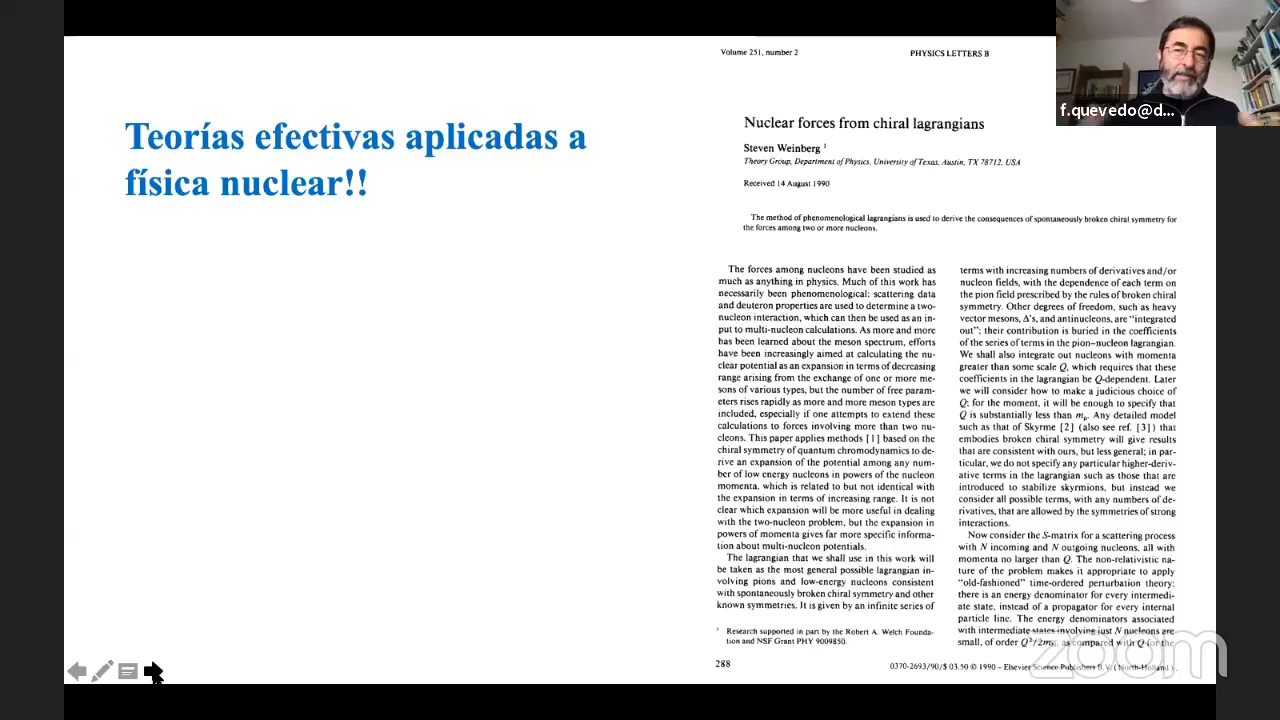 Teorías efectivas aplicadas a
física nuclear!!
Volume 251, number 2
PHYSICS LETTERS B
f.quevedo@d...
Nuclear forces from chiral lagrangians
Steven Weinberg 1
Theory Group, Department of Physics, University of Texas, Austin, TX 78712, USA
Received 14 August 1990
The method of phenomenological lagrangians is used to derive the consequences of spontaneously broken chiral symmetry for
the forces among two or more nucleons.
The forces among nucleons have been studied as
much as anything in physics. Much of this work has
necessarily been phenomenological: scattering data
and deuteron properties are used to determine a two-
nucleon interaction, which can then be used as an in-
put to multi-nucleon calculations. As more and more
has been learned about the meson spectrum, efforts
have been increasingly aimed at calculating the nu-
clear potential as an expansion in terms of decreasing
range arising from the exchange of one or more me-
sons of various types, but the number of free param-
eters rises rapidly as more and more meson types are
included, especially if one attempts to extend these
calculations to forces involving more than two nu-
cleons. This paper applies methods [1] based on the
chiral symmetry of quantum chromodynamics to de-
rive an expansion of the potential among any num-
ber of low energy nucleons in powers of the nucleon
momenta, which is related to but not identical with
the expansion in terms of increasing range. It is not
clear which expansion will be more useful in dealing
with the two-nucleon problem, but the expansion in
powers of momenta gives far more specific informa-
tion about multi-nucleon potentials.
The lagrangian that we shall use in this work will
be taken as the most general possible lagrangian in-
volving pions and low-energy nucleons consistent
with spontaneously broken chiral symmetry and other
known symmetries. It is given by an infinite series of
1 Research supported in part by the Robert A. Welch Founda-
tion and NSF Grant PHY 9009850.
288
terms with increasing numbers of derivatives and/or
nucleon fields, with the dependence of each term on
the pion field prescribed by the rules of broken chiral
symmetry. Other degrees of freedom, such as heavy
vector mesons, Δ's, and antinucleons, are "integrated
out"; their contribution is buried in the coefficients
of the series of terms in the pion–nucleon lagrangian.
We shall also integrate out nucleons with momenta
greater than some scale Q, which requires that these
coefficients in the lagrangian be Q-dependent. Later
we will consider how to make a judicious choice of
Q; for the moment, it will be enough to specify that
Q is substantially less than mρ. Any detailed model
such as that of Skyrme [2] (also see ref. [3]) that
embodies broken chiral symmetry will give results
that are consistent with ours, but less general; in par-
ticular, we do not specify any particular higher-deriv-
ative terms in the lagrangian such as those that are
introduced to stabilize skyrmions, but instead we
consider all possible terms, with any numbers of de-
rivatives, that are allowed by the symmetries of strong
interactions.
Now consider the S-matrix for a scattering process
with N incoming and N outgoing nucleons, all with
momenta no larger than Q. The non-relativistic na-
ture of the problem makes it appropriate to apply
"old-fashioned" time-ordered perturbation theory:
there is an energy denominator for every intermedi-
ate state, instead of a propagator for every internal
particle line. The energy denominators associated
with intermediate states involving just N nucleons are
small, of order Q²/2mN, as compared with Q for the
0370-2693/90/$ 03.50 © 1990 – Elsevier Science Publishers B.V. ( North-Holland )
zoom